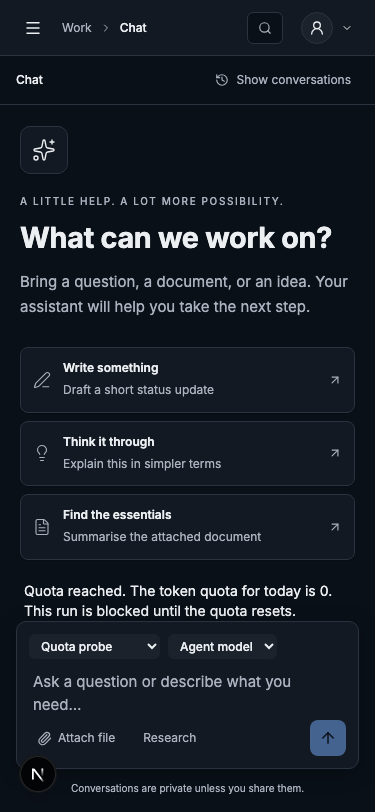 Work > Chat
Chat
Show conversations
A LITTLE HELP. A LOT MORE POSSIBILITY.
What can we work on?
Bring a question, a document, or an idea. Your
assistant will help you take the next step.
Write something
Draft a short status update
Think it through
Explain this in simpler terms
Find the essentials
Summarise the attached document
Quota reached. The token quota for today is 0.
This run is blocked until the quota resets.
Quota probe
Agent model
Ask a question or describe what you
need...
Attach file
Research
N
Conversations are private unless you share them.